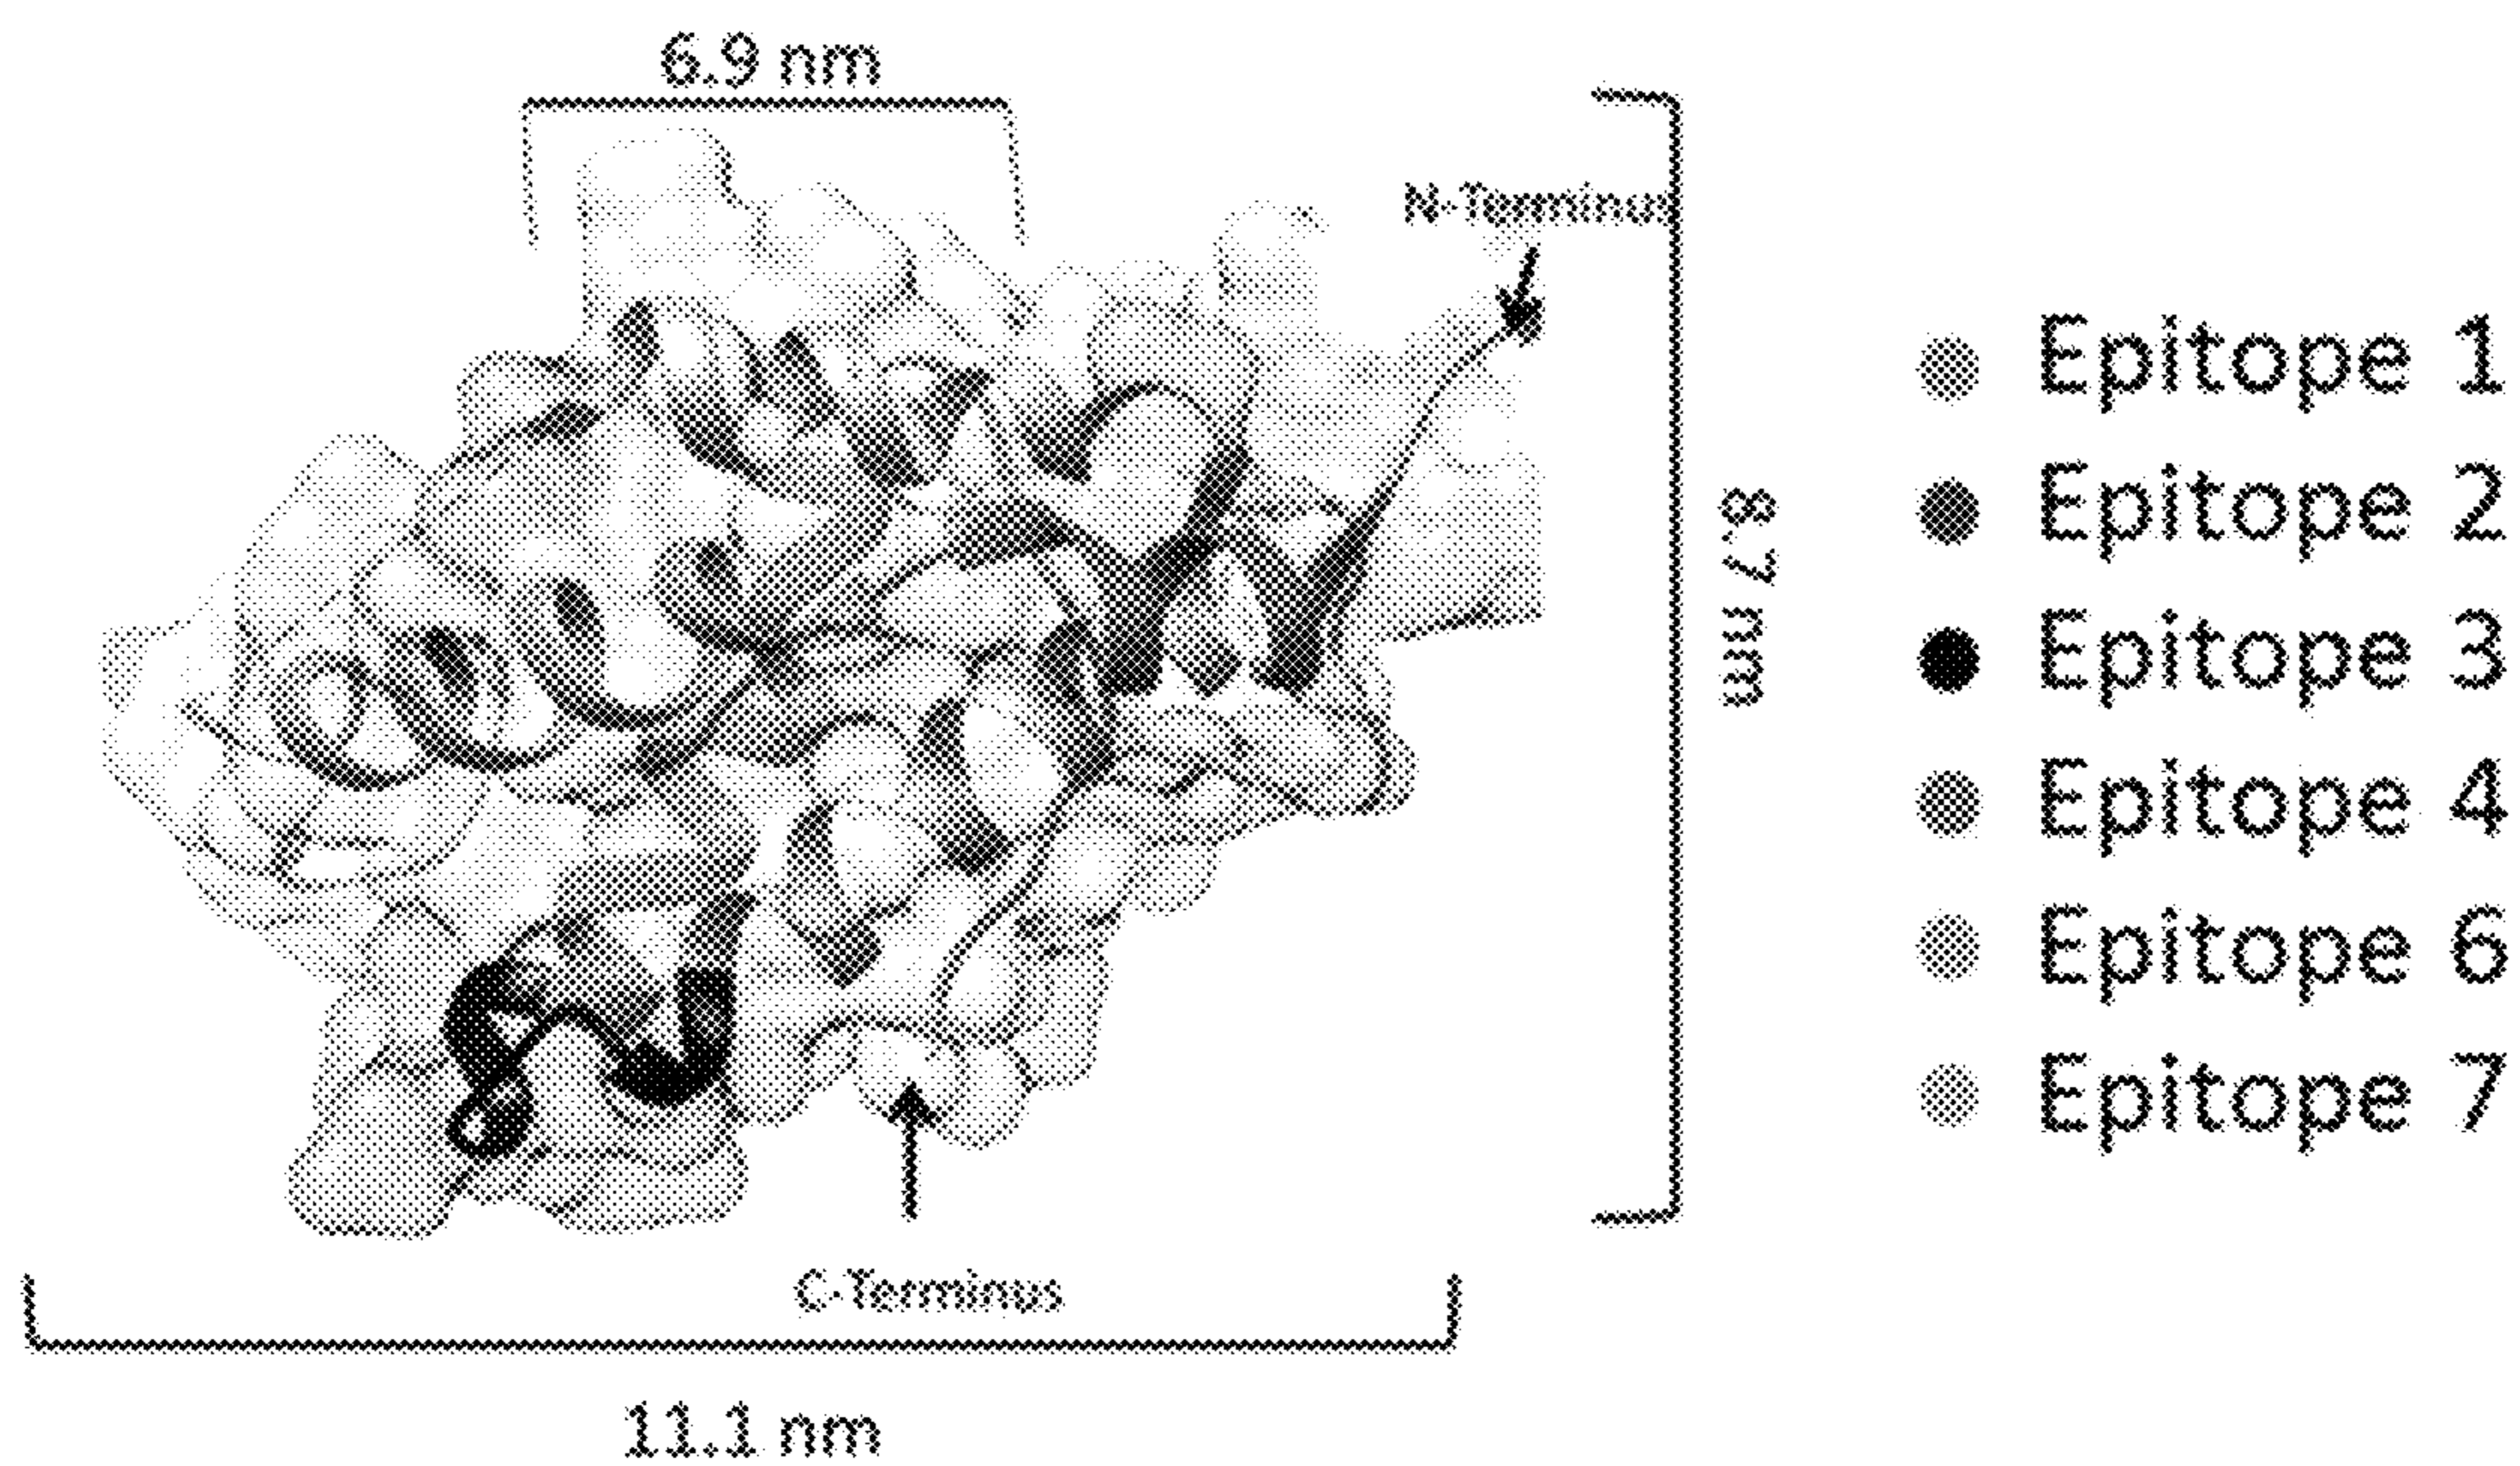 6.9 nm
N-Terminus
8.7 nm
Epitope 1
Epitope 2
Epitope 3
Epitope 4
Epitope 6
Epitope 7
C-Terminus
11.1 nm